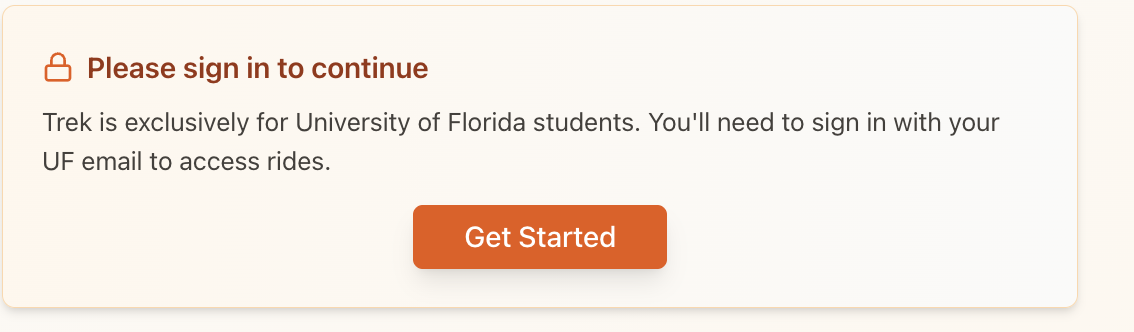 Please sign in to continue
Trek is exclusively for University of Florida students. You'll need to sign in with your
UF email to access rides.
Get Started